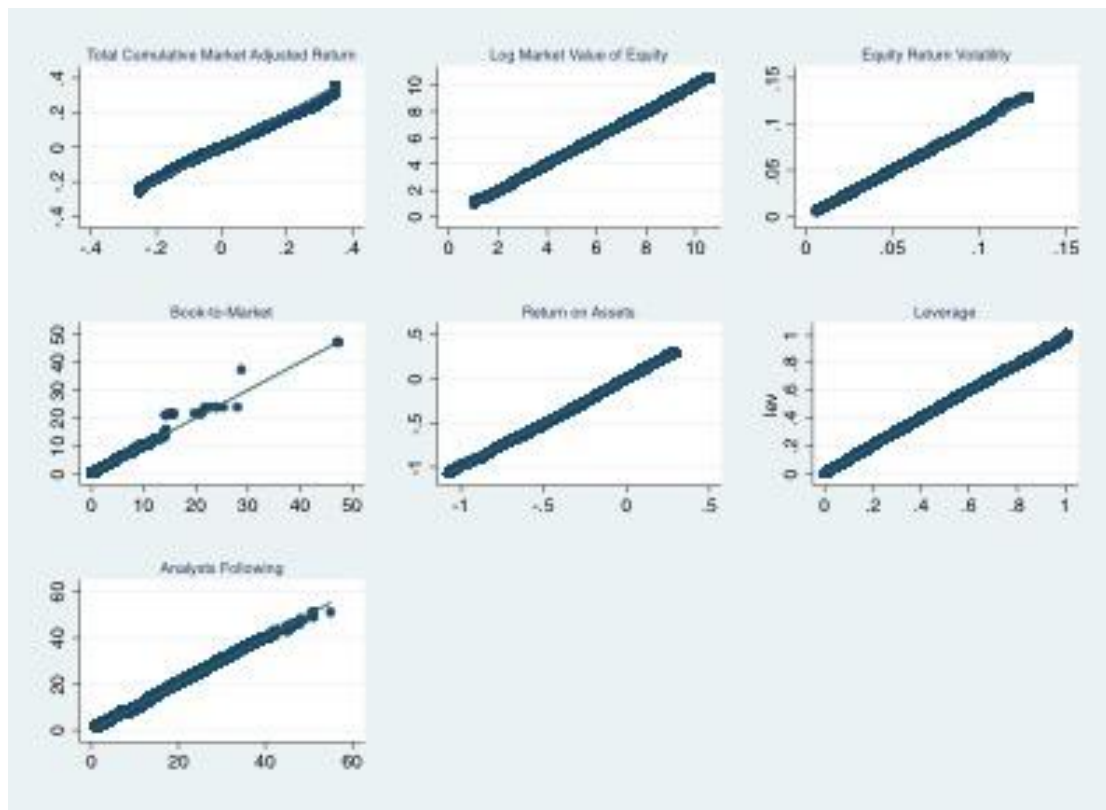 Total Cumulative Market Adjusted Return
.4
.2
0
-.2
-.4
-.4 -.2 0 .2 .4
Log Market Value of Equity
10
8
6
4
2
0
0 2 4 6 8 10
Equity Return Volatility
.15
.1
.05
0
.05 .1 .15
Book-to-Market
50
40
30
20
10
0
0 10 20 30 40 50
Return on Assets
.5
0
-.5
-1
-1 -.5 0 .5
Leverage
lev
1
.8
.6
.4
.2
0
0 .2 .4 .6 .8 1
Analysts Following
60
40
20
0
0 20 40 60